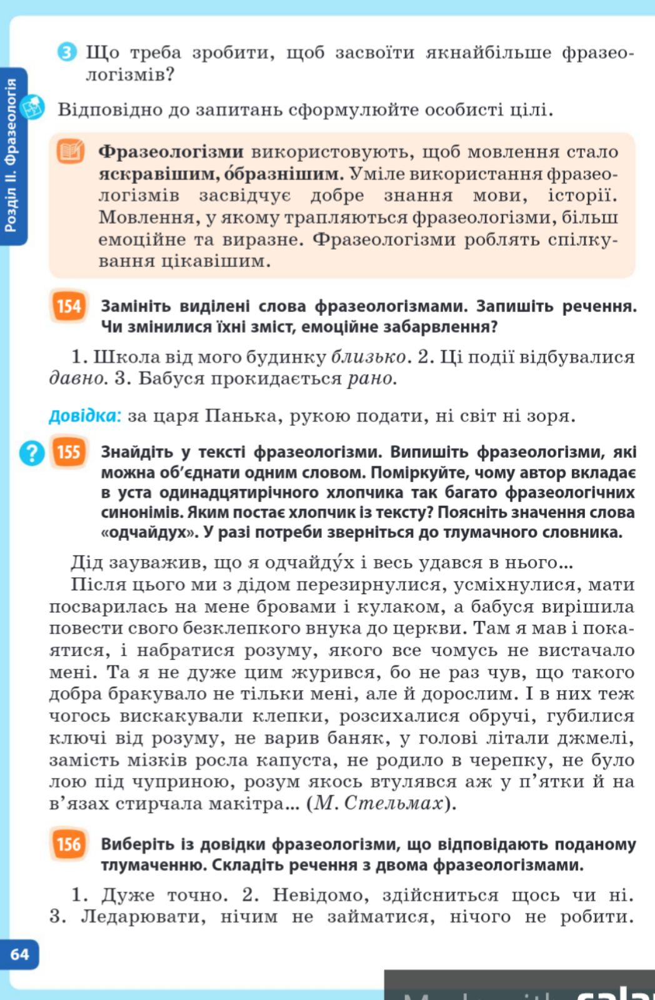 3 Що треба зробити, щоб засвоїти якнайбільше фразео-
логізмів?
Розділ II. Фразеологія
Відповідно до запитань сформулюйте особисті цілі.
Фразеологізми використовують, щоб мовлення стало
яскравішим, о́бразнішим. Уміле використання фразео-
логізмів засвідчує добре знання мови, історії.
Мовлення, у якому трапляються фразеологізми, більш
емоційне та виразне. Фразеологізми роблять спілку-
вання цікавішим.
154 Замініть виділені слова фразеологізмами. Запишіть речення.
Чи змінилися їхні зміст, емоційне забарвлення?
1. Школа від мого будинку близько. 2. Ці події відбувалися
давно. 3. Бабуся прокидається рано.
Довідка: за царя Панька, рукою подати, ні світ ні зоря.
? 155 Знайдіть у тексті фразеологізми. Випишіть фразеологізми, які
можна об’єднати одним словом. Поміркуйте, чому автор вкладає
в уста одинадцятирічного хлопчика так багато фразеологічних
синонімів. Яким постає хлопчик із тексту? Поясніть значення слова
«одчайдух». У разі потреби зверніться до тлумачного словника.
Дід зауважив, що я одчайду́х і весь удався в нього...
Після цього ми з дідом перезирнулися, усміхнулися, мати
посварилась на мене бровами і кулаком, а бабуся вирішила
повести свого безклепкого внука до церкви. Там я мав і пока-
ятися, і набратися розуму, якого все чомусь не вистачало
мені. Та я не дуже цим журився, бо не раз чув, що такого
добра бракувало не тільки мені, але й дорослим. І в них теж
чогось вискакували клепки, розсихалися обручі, губилися
ключі від розуму, не варив баняк, у голові літали джмелі,
замість мізків росла капуста, не родило в черепку, не було
лою під чуприною, розум якось втулявся аж у п’ятки й на
в’язах стирчала макітра... (М. Стельмах).
156 Виберіть із довідки фразеологізми, що відповідають поданому
тлумаченню. Складіть речення з двома фразеологізмами.
1. Дуже точно. 2. Невідомо, здійсниться щось чи ні.
3. Ледарювати, нічим не займатися, нічого не робити.
64